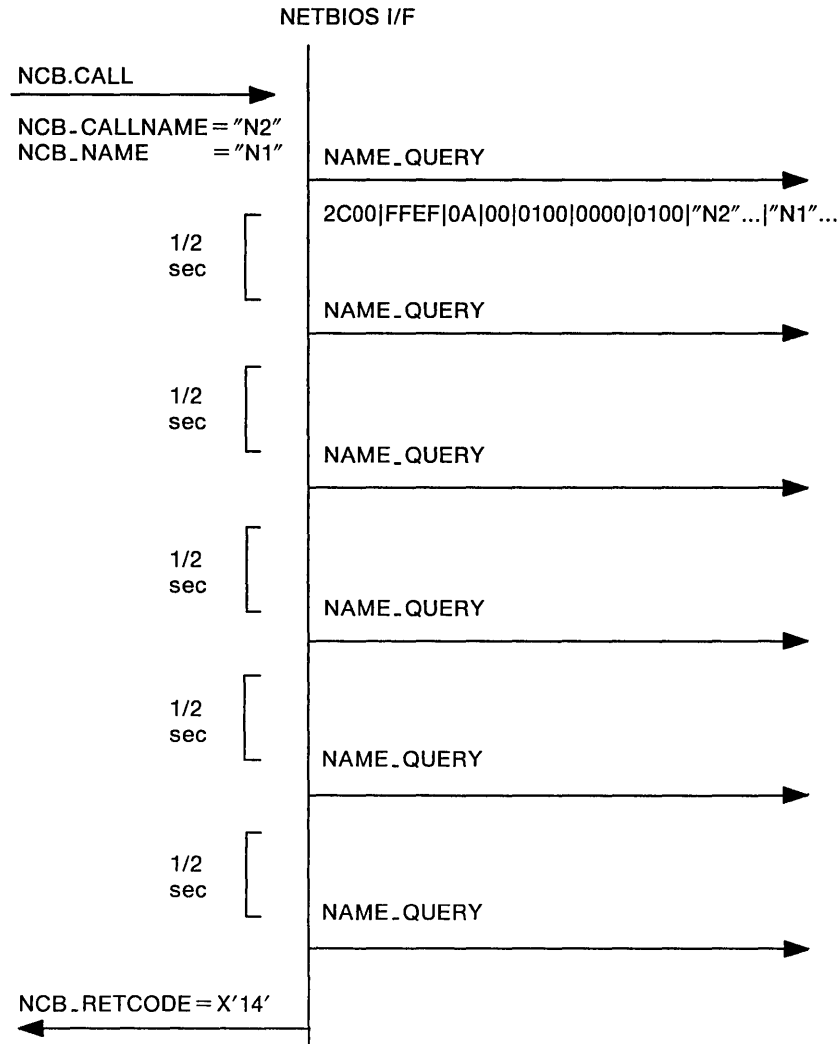 NETBIOS I/F
NCB.CALL
NCB_CALLNAME="N2"
NCB_NAME ="N1"
NAME_QUERY
2C00|FFEF|0A|00|0100|0000|0100|"N2"...|"N1"...
1/2
sec
NAME_QUERY
1/2
sec
NAME_QUERY
1/2
sec
NAME_QUERY
1/2
sec
NAME_QUERY
1/2
sec
NAME_QUERY
NCB_RETCODE=X'14'